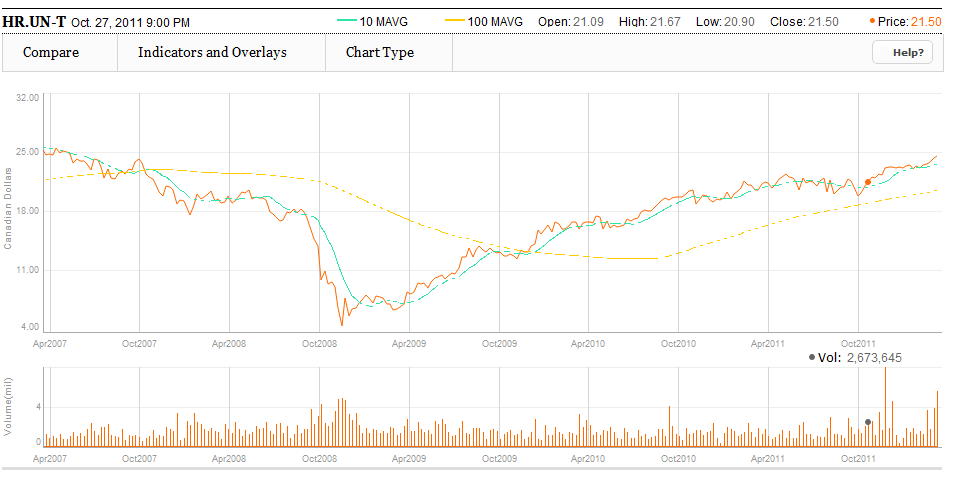 HR.UN-T Oct. 27, 2011 9:00 PM 10 MAVG 100 MAVG Open: 21.09 High: 21.67 Low: 20.90 Close: 21.50 Price: 21.50
Compare Indicators and Overlays Chart Type Help?
Canadian Dollars
32.00
25.00
18.00
11.00
4.00
Apr2007 Oct2007 Apr2008 Oct2008 Apr2009 Oct2009 Apr2010 Oct2010 Apr2011 Oct2011
Vol: 2,673,645
Volume(mil)
4
0
Apr2007 Oct2007 Apr2008 Oct2008 Apr2009 Oct2009 Apr2010 Oct2010 Apr2011 Oct2011